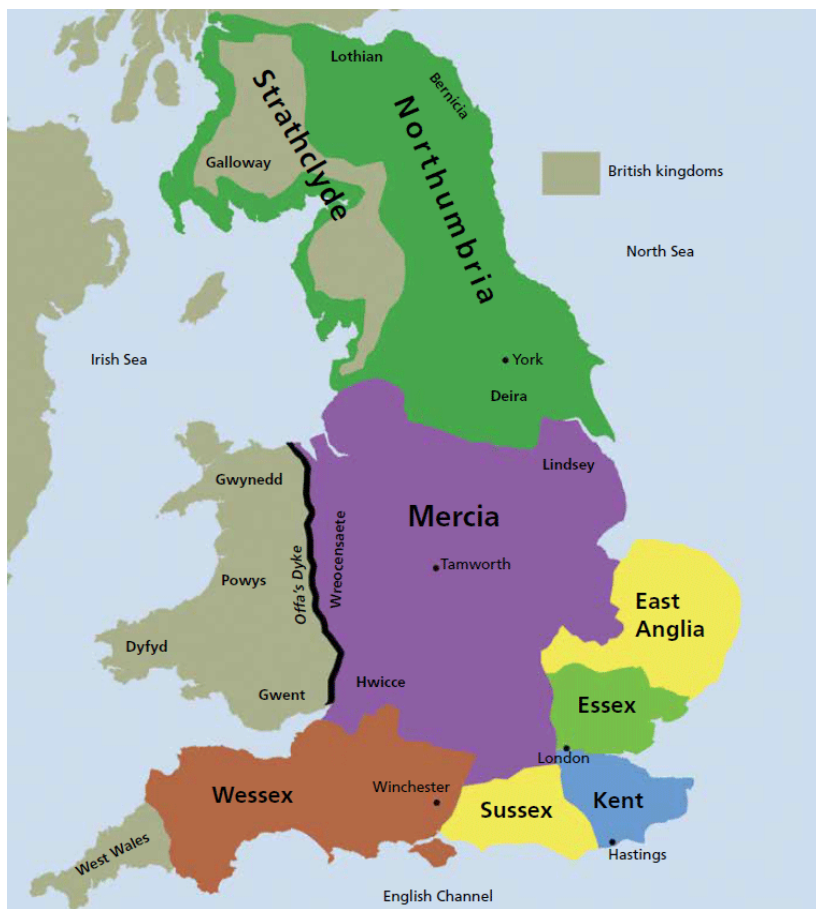 Lothian
Bernicia
Strathclyde
Northumbria
Galloway
British kingdoms
North Sea
Irish Sea
York
Deira
Lindsey
Gwynedd
Mercia
Offa's Dyke
Wreocensaete
Tamworth
Powys
East
Anglia
Dyfyd
Hwicce
Gwent
Essex
London
Wessex
Winchester
Sussex
Kent
West Wales
Hastings
English Channel